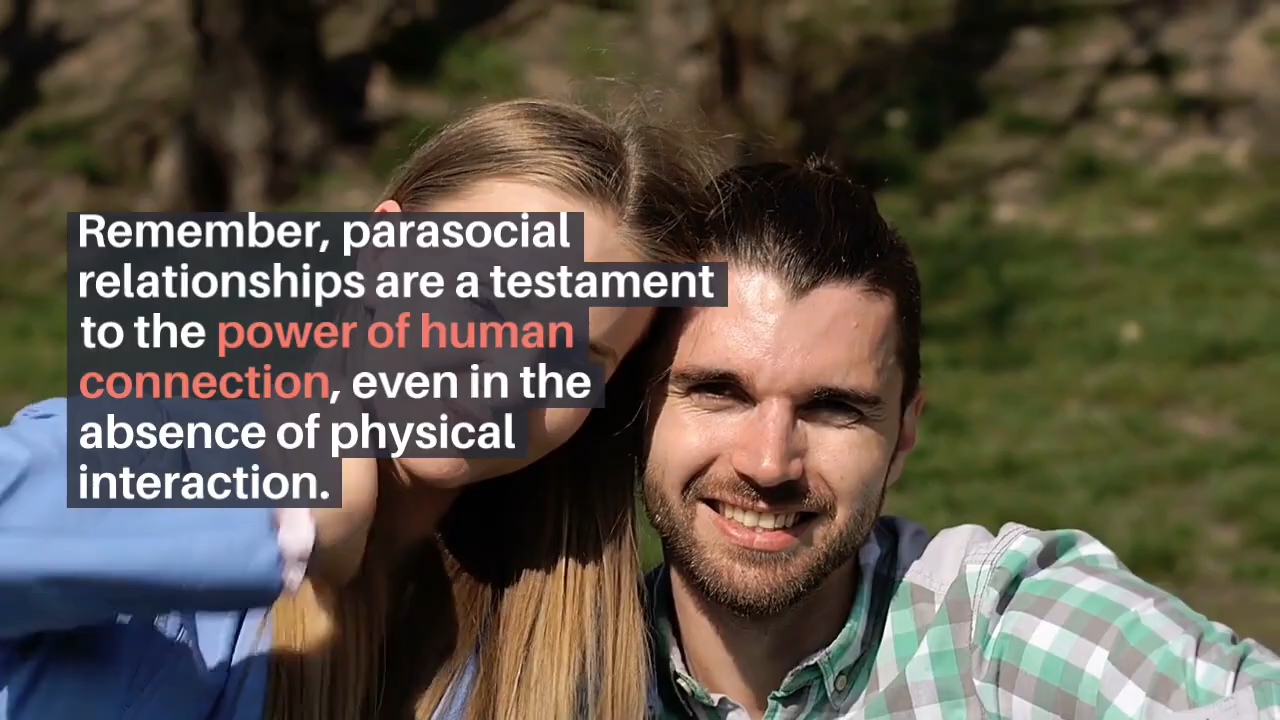 Remember, parasocial
relationships are a testament
to the power of human
connection, even in the
absence of physical
interaction.